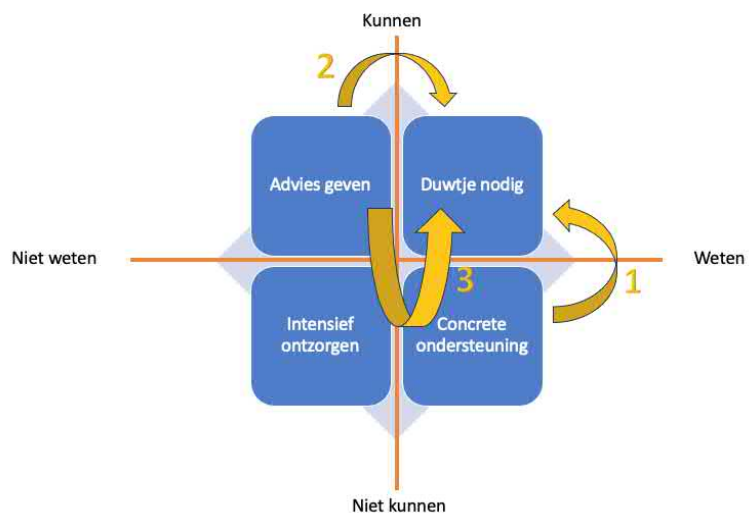 Kunnen
2
Advies geven
Duwtje nodig
Niet weten
Weten
3
1
Intensief
ontzorgen
Concrete
ondersteuning
Niet kunnen